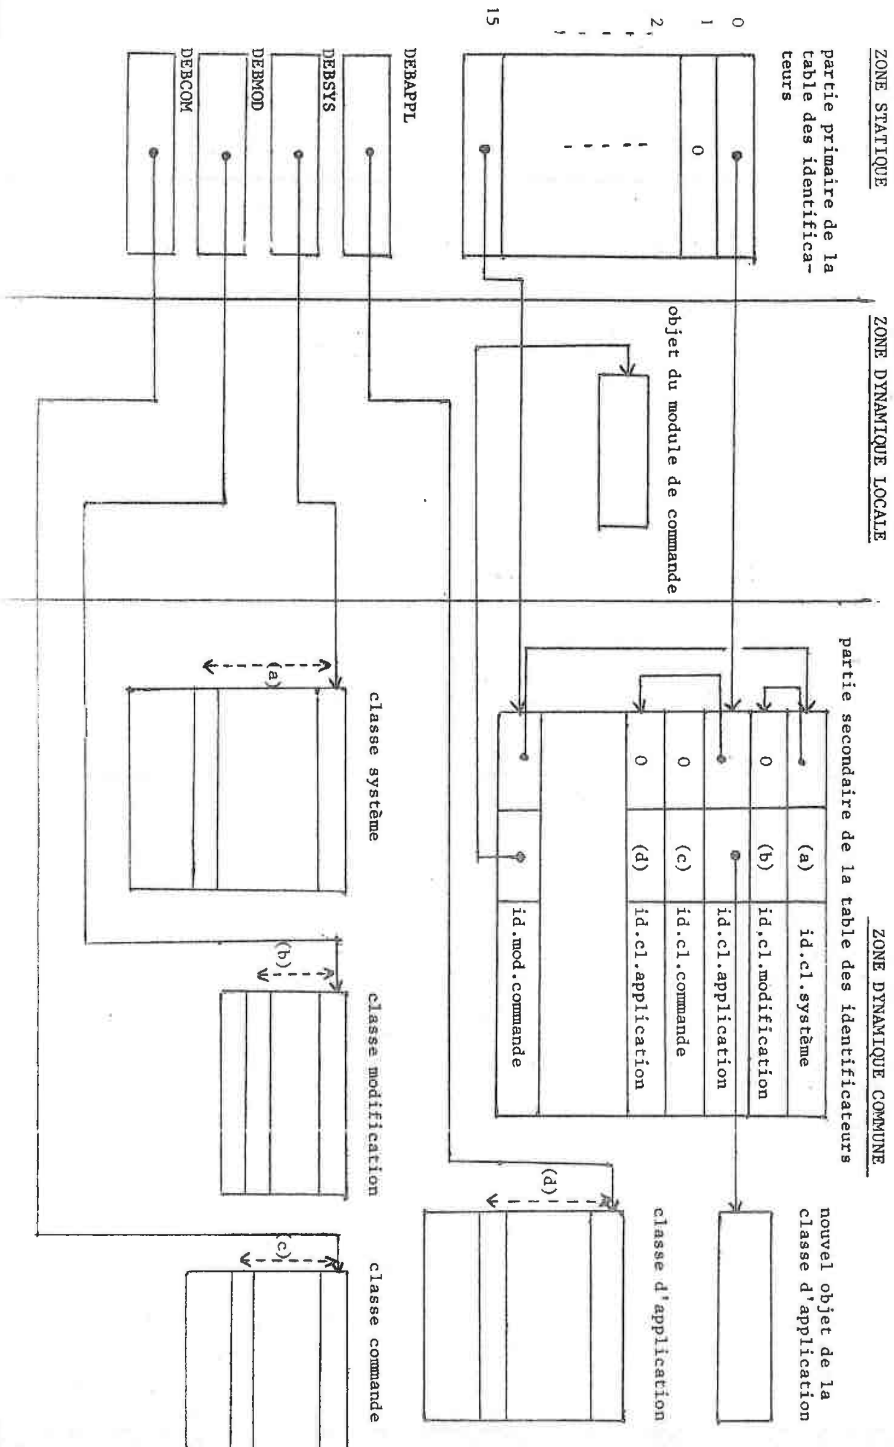 ZONE STATIQUE
partie primaire de la
table des identifica-
teurs
0
1
2
15
0
DEBAPPL
DEBSYS
DEBMOD
DEBCOM
ZONE DYNAMIQUE LOCALE
objet du module de commande
ZONE DYNAMIQUE COMMUNE
partie secondaire de la table des identificateurs
(a) id.cl.système
0 (b) id,cl.modification
id.cl.application
0 (c) id.cl.commande
0 (d) id.cl.application
id.mod.commande
nouvel objet de la
classe d'application
classe d'application
(d)
classe système
(a)
classe modification
(b)
classe commande
(c)